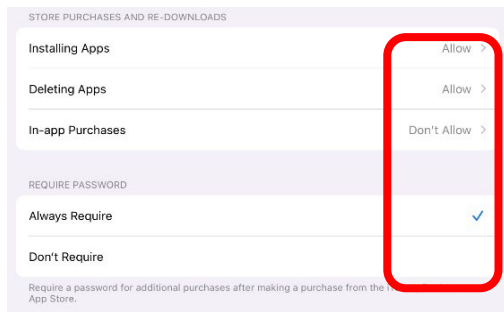 STORE PURCHASES AND RE-DOWNLOADS
Installing Apps Allow
Deleting Apps Allow
In-app Purchases Don't Allow
REQUIRE PASSWORD
Always Require
Don't Require
Require a password for additional purchases after making a purchase from the
App Store.